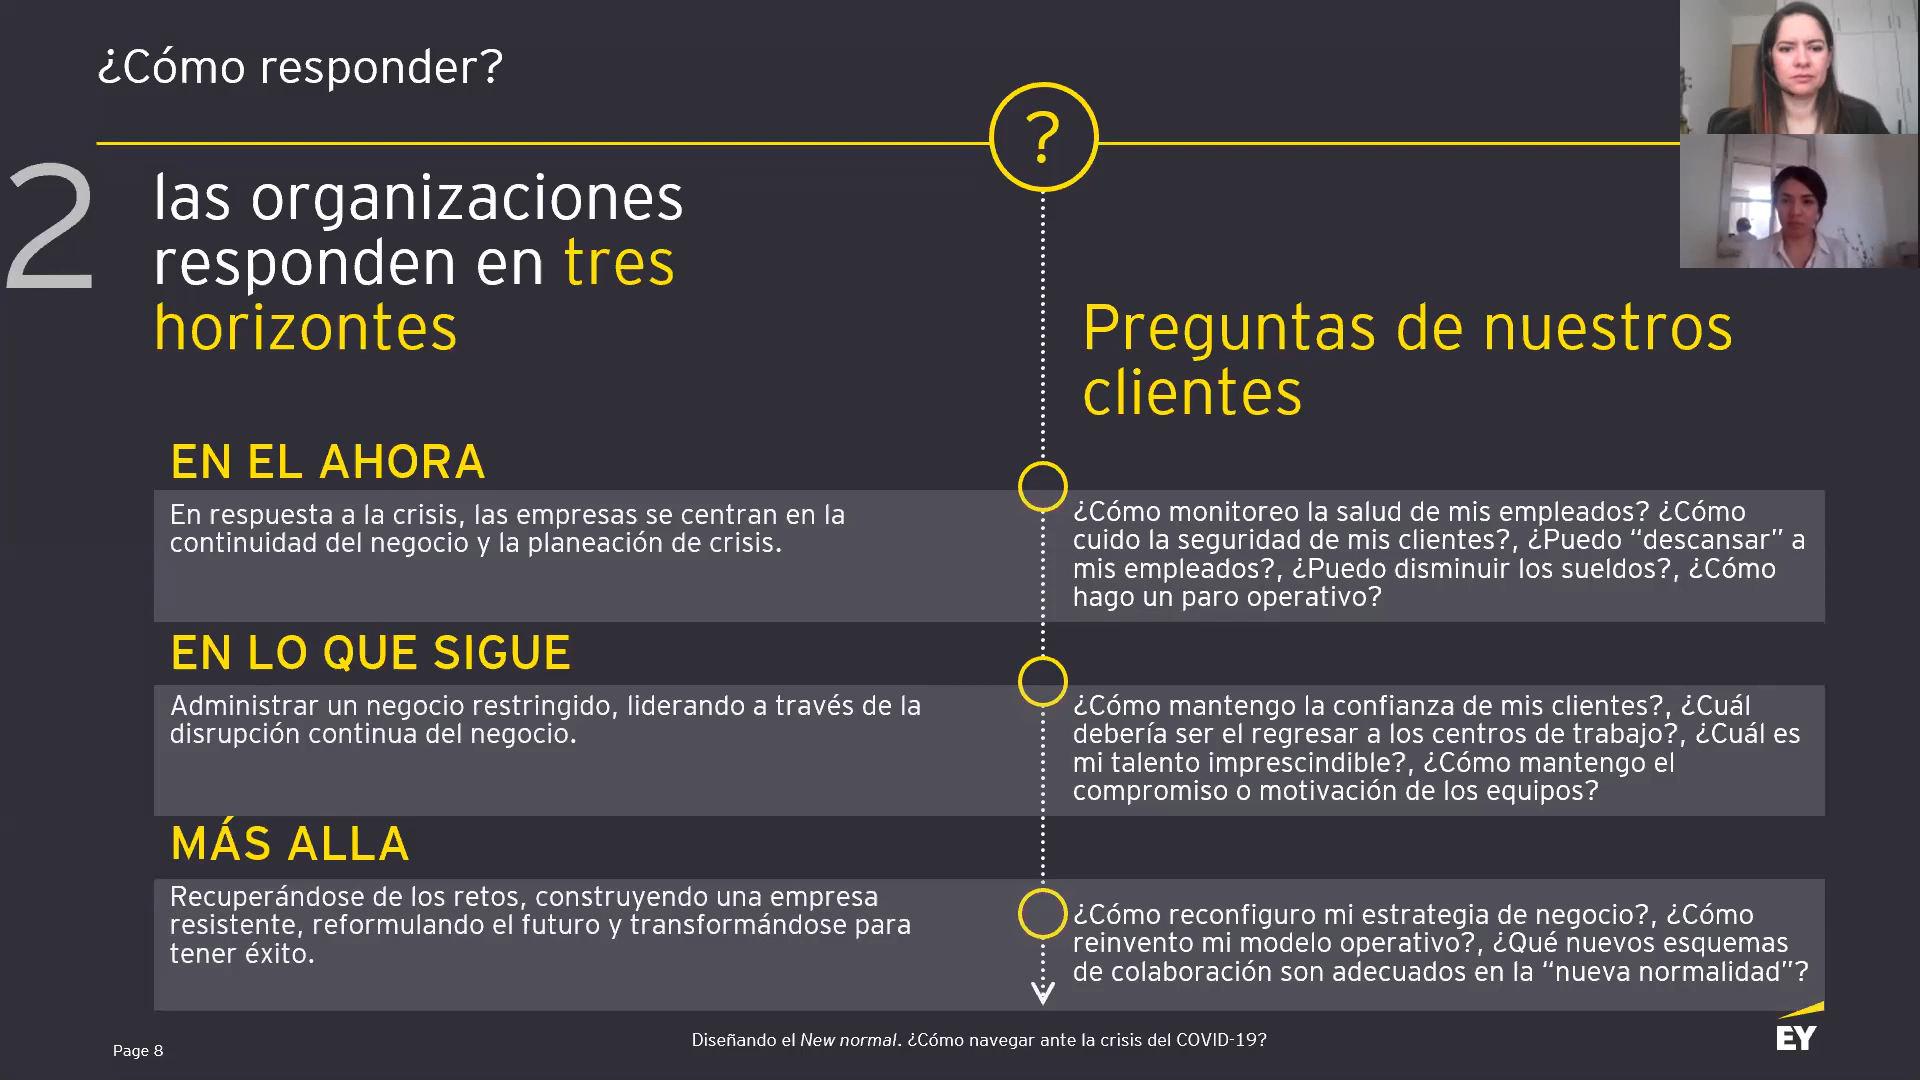 ¿Cómo responder?
?
2
las organizaciones
responden en tres
horizontes
Preguntas de nuestros
clientes
EN EL AHORA
En respuesta a la crisis, las empresas se centran en la
continuidad del negocio y la planeación de crisis.
¿Cómo monitoreo la salud de mis empleados? ¿Cómo
cuido la seguridad de mis clientes?, ¿Puedo “descansar” a
mis empleados?, ¿Puedo disminuir los sueldos?, ¿Cómo
hago un paro operativo?
EN LO QUE SIGUE
Administrar un negocio restringido, liderando a través de la
disrupción continua del negocio.
¿Cómo mantengo la confianza de mis clientes?, ¿Cuál
debería ser el regresar a los centros de trabajo?, ¿Cuál es
mi talento imprescindible?, ¿Cómo mantengo el
compromiso o motivación de los equipos?
MÁS ALLA
Recuperándose de los retos, construyendo una empresa
resistente, reformulando el futuro y transformándose para
tener éxito.
¿Cómo reconfiguro mi estrategia de negocio?, ¿Cómo
reinvento mi modelo operativo?, ¿Qué nuevos esquemas
de colaboración son adecuados en la “nueva normalidad”?
Page 8
Diseñando el New normal. ¿Cómo navegar ante la crisis del COVID-19?
EY